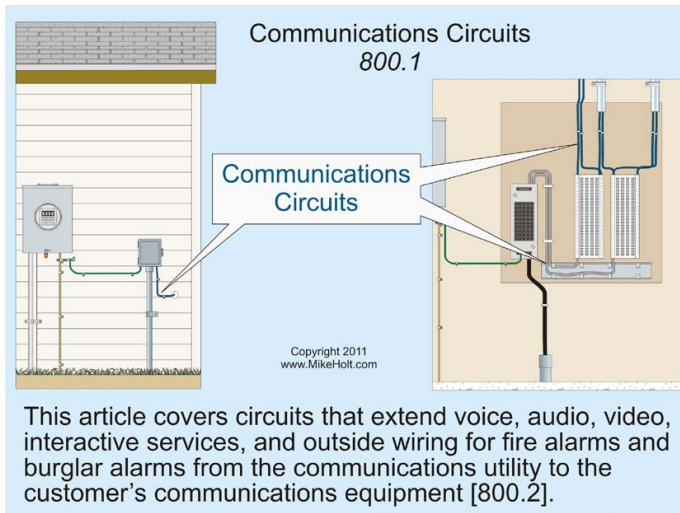 Communications Circuits
800.1
Communications
Circuits
Copyright 2011
www.MikeHolt.com
This article covers circuits that extend voice, audio, video,
interactive services, and outside wiring for fire alarms and
burglar alarms from the communications utility to the
customer's communications equipment [800.2].